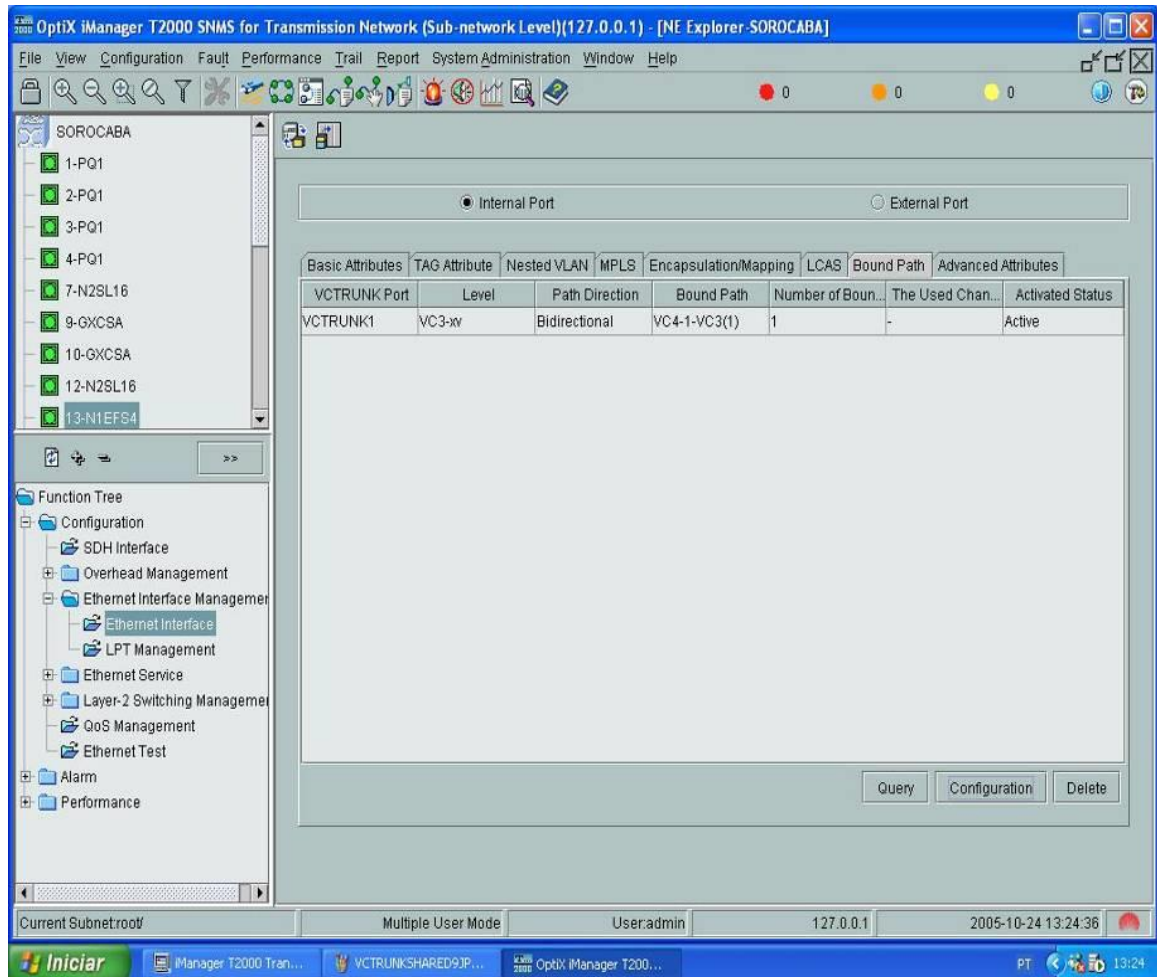 OptiX iManager T2000 SNMS for Transmission Network (Sub-network Level)(127.0.0.1) - [NE Explorer-SOROCABA]
File View Configuration Fault Performance Trail Report System Administration Window Help
0 0 0
SOROCABA
1-PQ1
2-PQ1
3-PQ1
4-PQ1
7-N2SL16
9-GXCSA
10-GXCSA
12-N2SL16
13-N1EFS4
>>
Function Tree
Configuration
SDH Interface
Overhead Management
Ethernet Interface Managemer
Ethernet Interface
LPT Management
Ethernet Service
Layer-2 Switching Managemer
QoS Management
Ethernet Test
Alarm
Performance
Internal Port External Port
Basic Attributes TAG Attribute Nested VLAN MPLS Encapsulation/Mapping LCAS Bound Path Advanced Attributes
VCTRUNK Port Level Path Direction Bound Path Number of Boun... The Used Chan... Activated Status
VCTRUNK1 VC3-xv Bidirectional VC4-1-VC3(1) 1 - Active
Query Configuration Delete
Current Subnet:root/ Multiple User Mode User:admin 127.0.0.1 2005-10-24 13:24:36
Iniciar iManager T2000 Tran... VCTRUNKSHARED9JP... OptiX iManager T200... PT 13:24